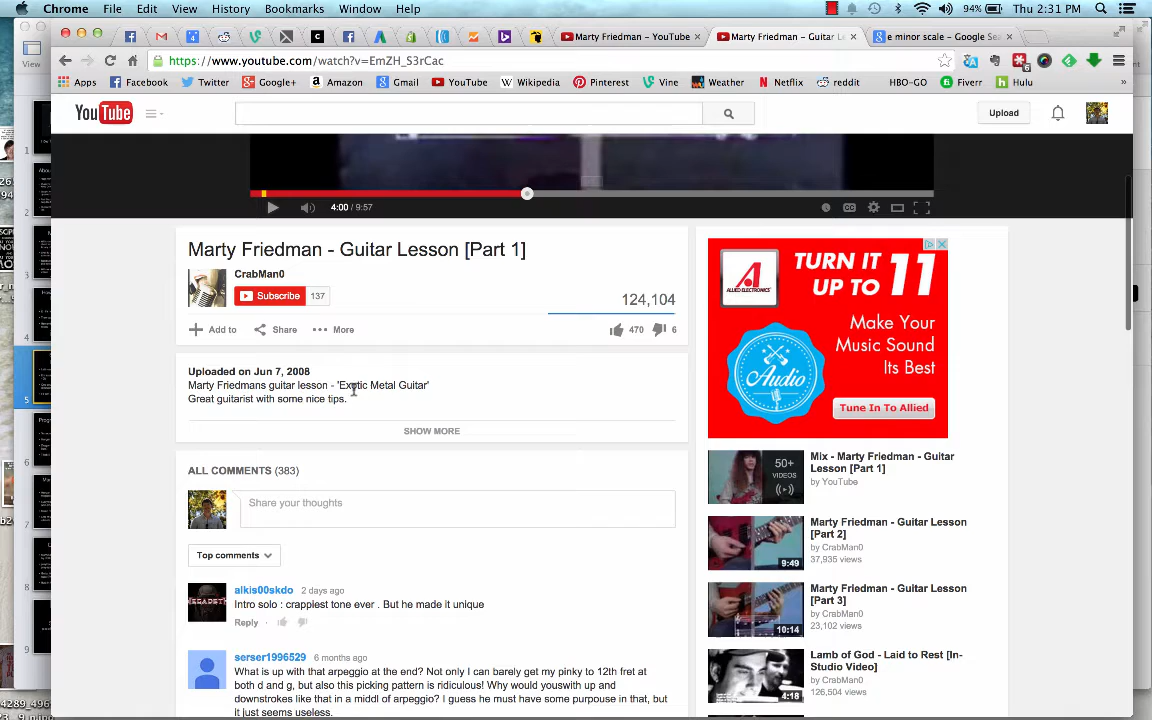 Chrome File Edit View History Bookmarks Window Help 94% Thu 2:31 PM
Marty Friedman - YouTube
Marty Friedman - Guitar L
e minor scale - Google Sea
View
https://www.youtube.com/watch?v=EmZH_S3rCac
Apps Facebook Twitter Google+ Amazon Gmail YouTube Wikipedia Pinterest Vine Weather Netflix reddit HBO-GO Fiverr Hulu
YouTube
Upload
4:00 / 9:57
Marty Friedman - Guitar Lesson [Part 1]
CrabMan0
Subscribe 137
124,104
Add to Share More 470 6
Uploaded on Jun 7, 2008
Marty Friedmans guitar lesson - 'Exotic Metal Guitar'
Great guitarist with some nice tips.
SHOW MORE
ALL COMMENTS (383)
Share your thoughts
Top comments
alkis00skdo 2 days ago
Intro solo : crappiest tone ever . But he made it unique
Reply
serser1996529 6 months ago
What is up with that arpeggio at the end? Not only I can barely get my pinky to 12th fret at
both d and g, but also this picking pattern is ridiculous! Why would youswith up and
downstrokes like that in a middl of arpeggio? I guess he must have some purpouse in that, but
it just seems useless.
ALLIED ELECTRONICS
TURN IT
UP TO 11
Make Your
Music Sound
Its Best
Audio
Tune In To Allied
50+
VIDEOS
Mix - Marty Friedman - Guitar
Lesson [Part 1]
by YouTube
9:49
Marty Friedman - Guitar Lesson
[Part 2]
by CrabMan0
37,935 views
10:14
Marty Friedman - Guitar Lesson
[Part 3]
by CrabMan0
23,102 views
4:18
Lamb of God - Laid to Rest [In-
Studio Video]
126,504 views